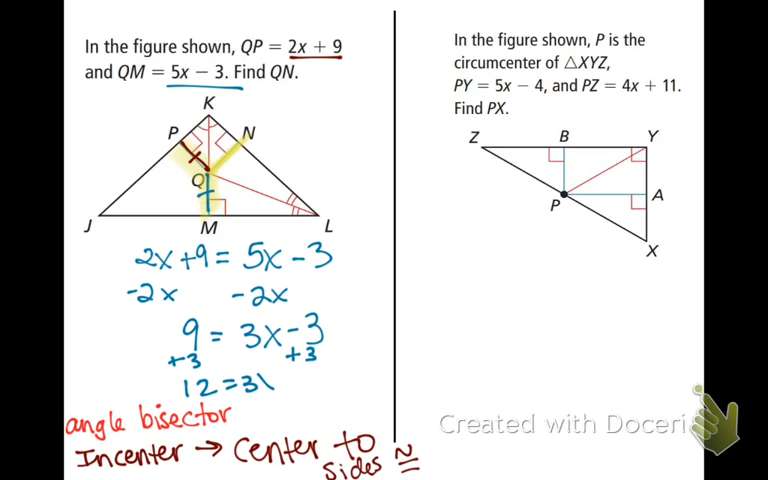 In the figure shown, QP = 2x + 9
and QM = 5x − 3. Find QN.
K
P
N
Q
J
M
L
2x + 9 = 5x − 3
-2x -2x
9 = 3x − 3
+3 +3
12 = 3
angle bisector
Incenter → Center to
sides ≅
In the figure shown, P is the
circumcenter of △XYZ,
PY = 5x − 4, and PZ = 4x + 11.
Find PX.
Z
B
Y
P
A
X
Created with Doceri